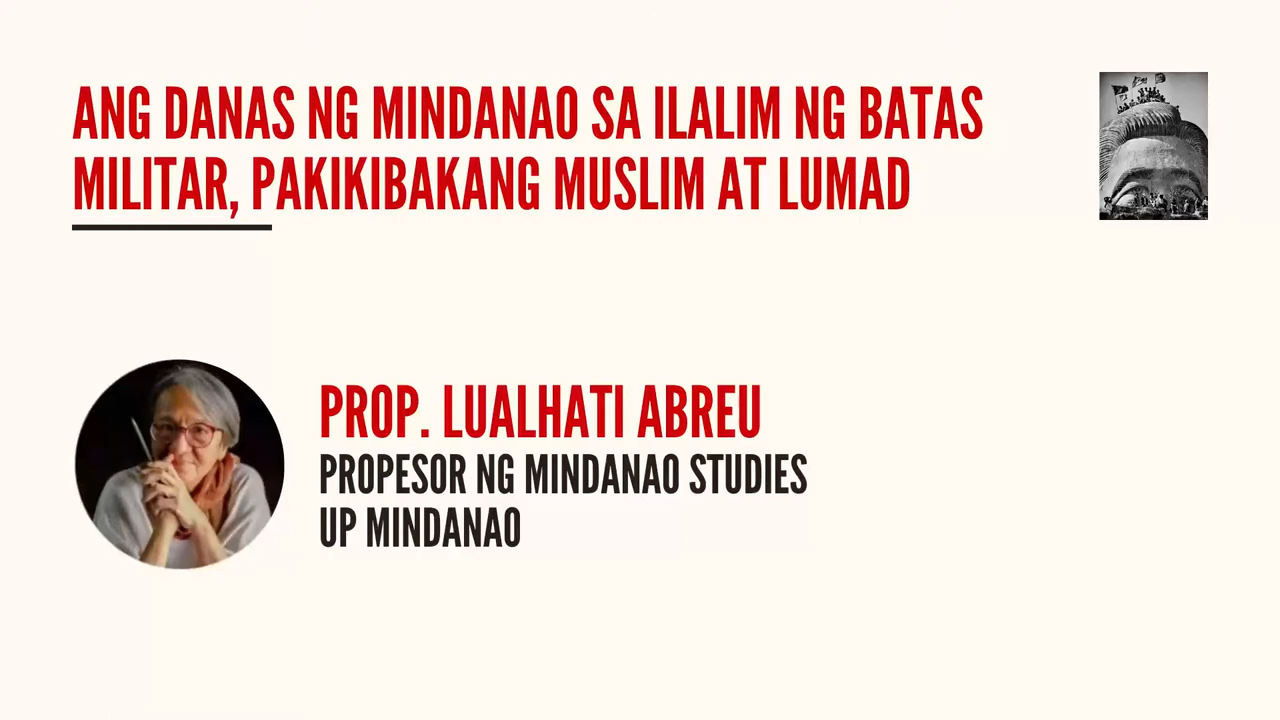 ANG DANAS NG MINDANAO SA ILALIM NG BATAS
MILITAR, PAKIKIBAKANG MUSLIM AT LUMAD
PROP. LUALHATI ABREU
PROPESOR NG MINDANAO STUDIES
UP MINDANAO